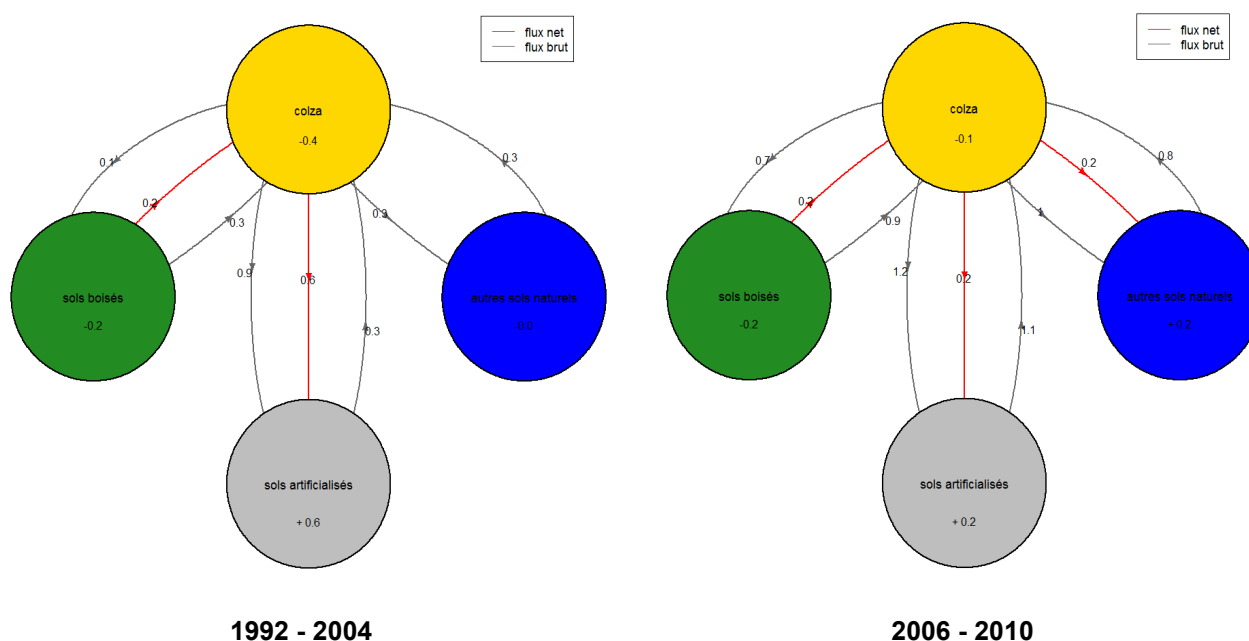 flux net
flux brut
colza
-0.4
0.1
0.2
0.3
0.3
0.3
0.9
0.6
0.3
sols boisés
-0.2
autres sols naturels
-0.0
sols artificialisés
+ 0.6
1992 - 2004
flux net
flux brut
colza
-0.1
0.7
0.2
0.9
0.2
0.8
1
1.2
0.2
1.1
sols boisés
-0.2
autres sols naturels
+ 0.2
sols artificialisés
+ 0.2
2006 - 2010